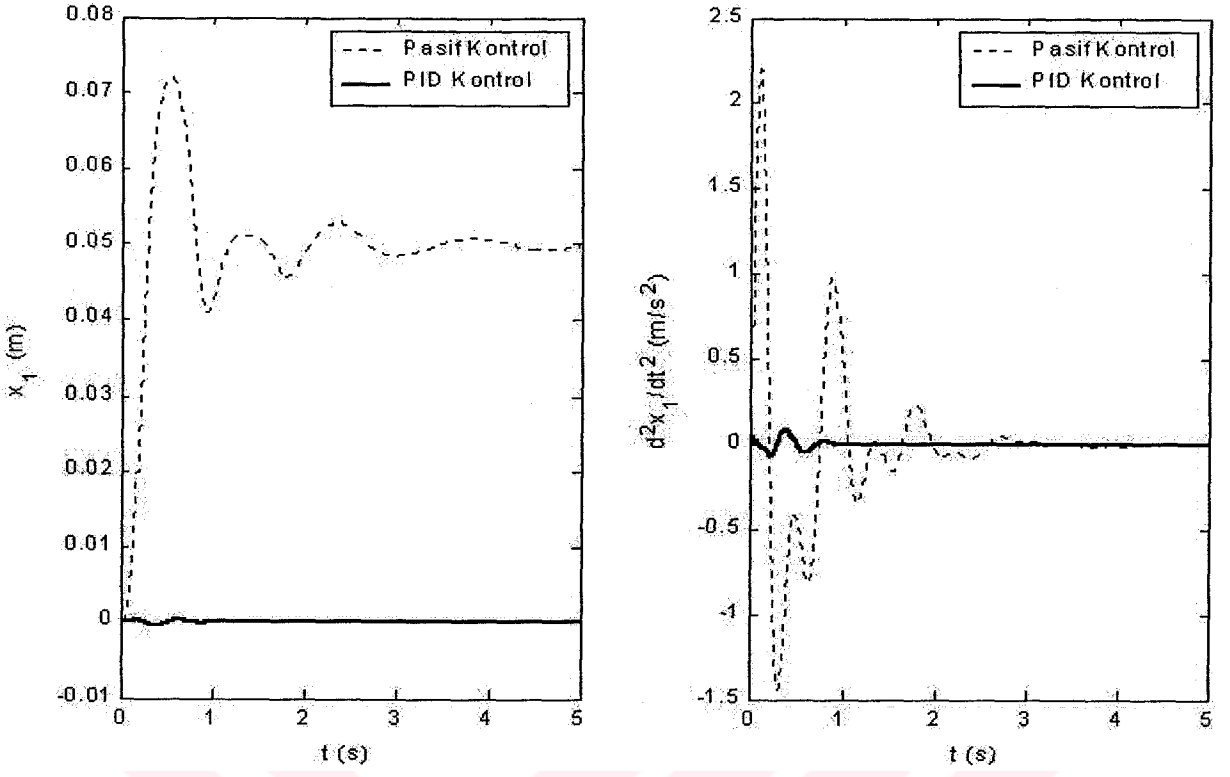 0.08
0.07
0.06
0.05
0.04
0.03
0.02
0.01
0
-0.01
x1 (m)
Pasif Kontrol
PID Kontrol
0 1 2 3 4 5
t (s)
2.5
2
1.5
1
0.5
0
-0.5
-1
-1.5
d²x1/dt² (m/s²)
Pasif Kontrol
PID Kontrol
0 1 2 3 4 5
t (s)